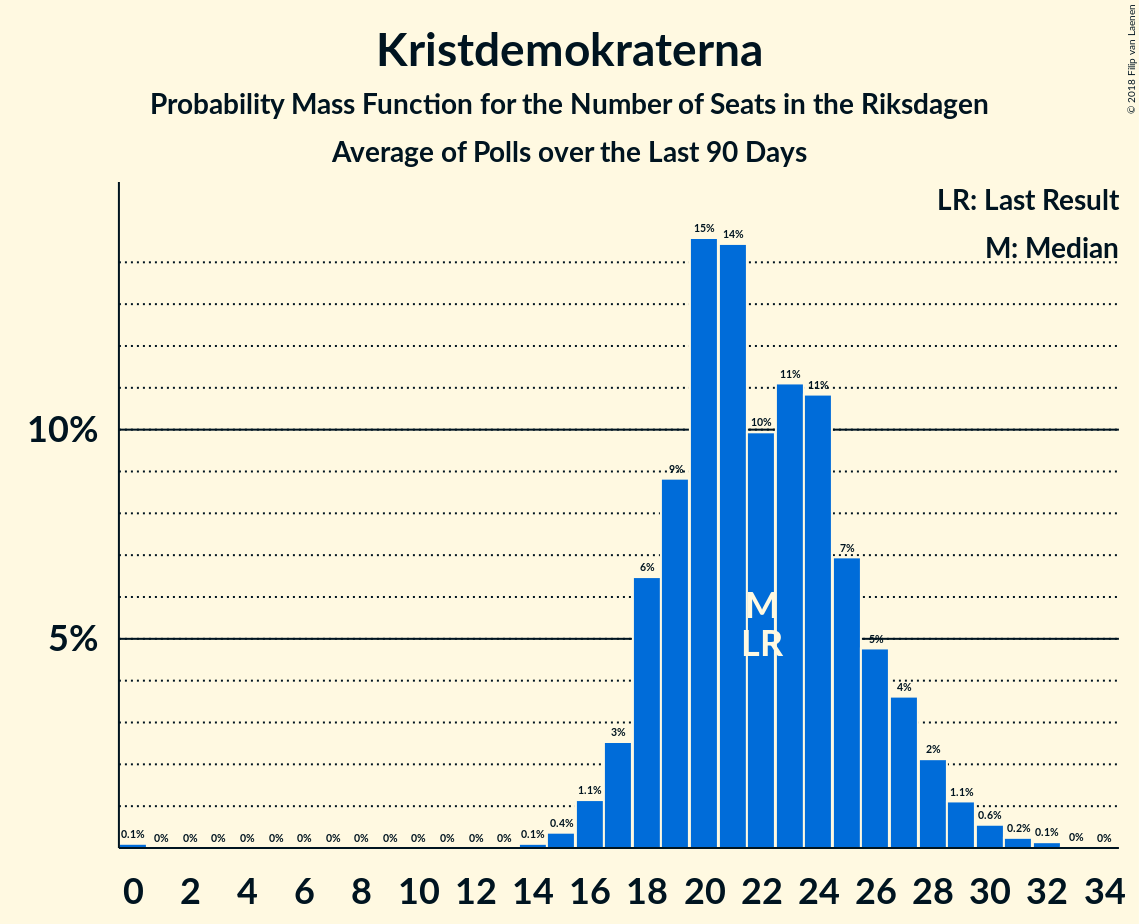 Kristdemokraterna
Probability Mass Function for the Number of Seats in the Riksdagen
Average of Polls over the Last 90 Days
© 2018 Filip van Laenen
LR: Last Result
M: Median
15%
14%
11%
11%
10%
10%
9%
7%
6%
M
LR
5%
5%
4%
3%
2%
1.1%
1.1%
0.6%
0.4%
0.2%
0.1% 0% 0% 0% 0% 0% 0% 0% 0% 0% 0% 0% 0% 0% 0.1% 0.1% 0% 0%
0 2 4 6 8 10 12 14 16 18 20 22 24 26 28 30 32 34